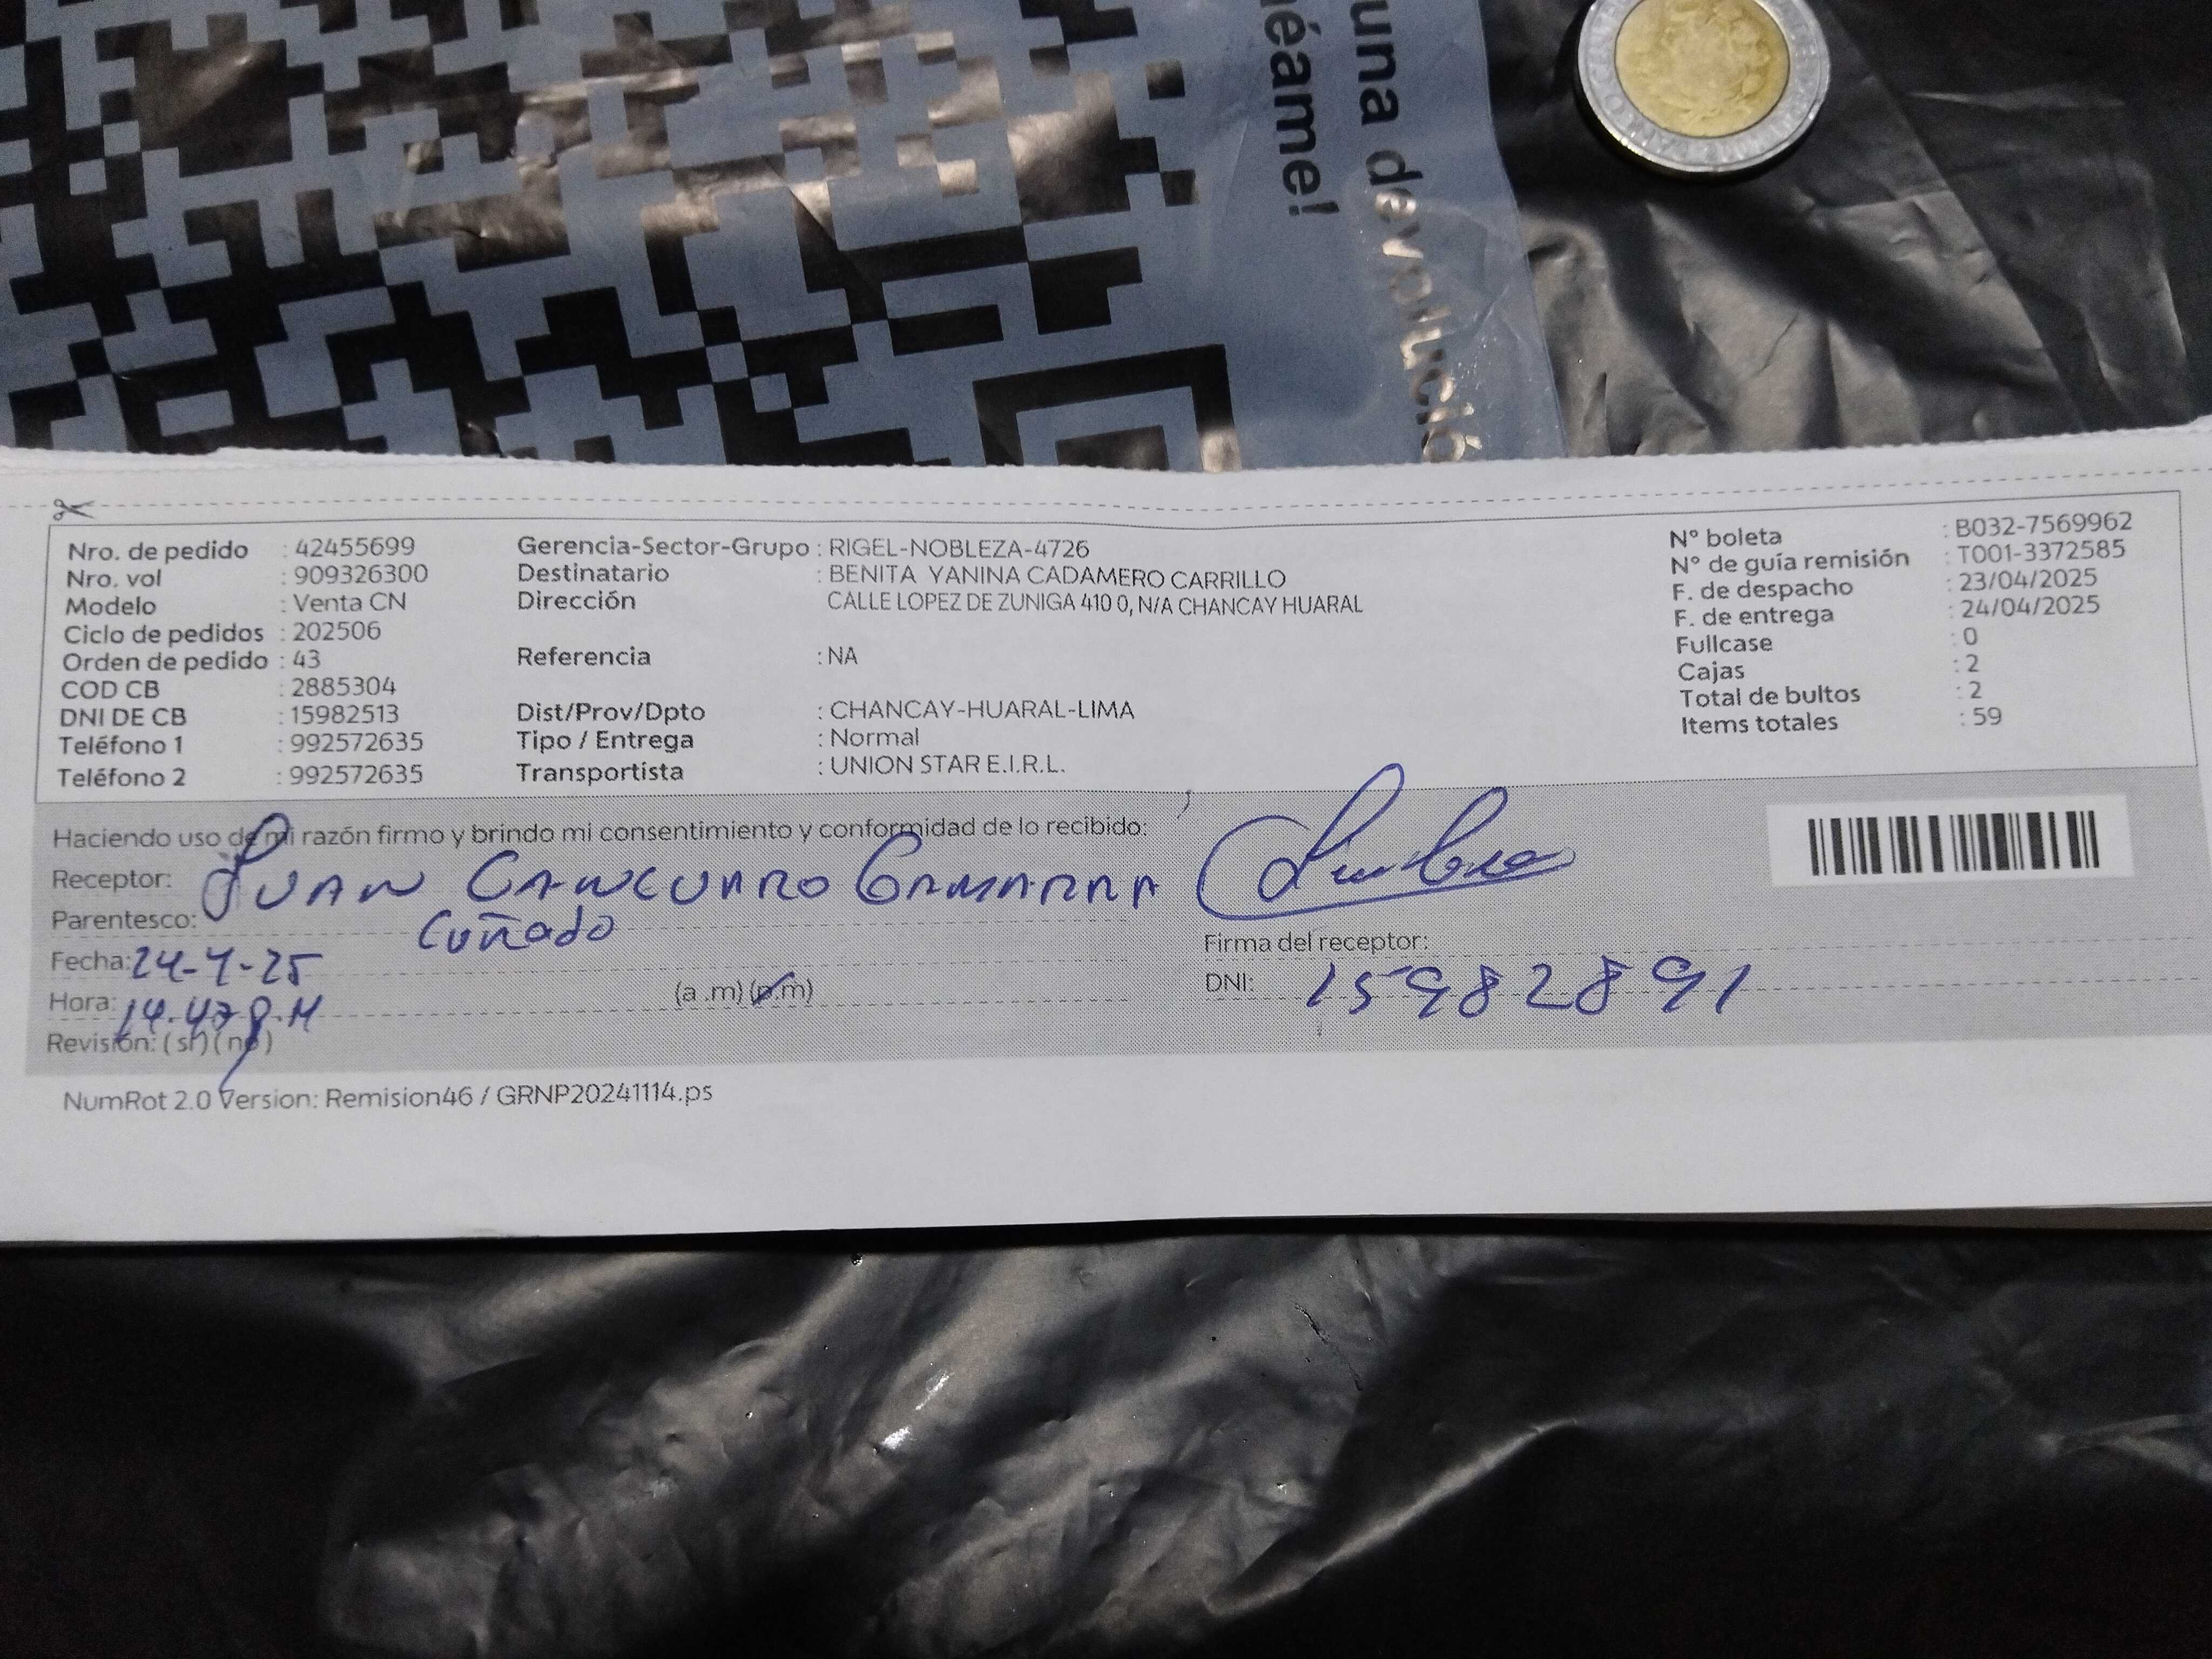 una devolució
éame!
Nro. de pedido : 42455699
Nro. vol : 909326300
Modelo : Venta CN
Ciclo de pedidos : 202506
Orden de pedido : 43
COD CB : 2885304
DNI DE CB : 15982513
Teléfono 1 : 992572635
Teléfono 2 : 992572635
Gerencia-Sector-Grupo : RIGEL-NOBLEZA-4726
Destinatario : BENITA YANINA CADAMERO CARRILLO
Dirección CALLE LOPEZ DE ZUNIGA 410 0, N/A CHANCAY HUARAL
Referencia : NA
Dist/Prov/Dpto : CHANCAY-HUARAL-LIMA
Tipo / Entrega : Normal
Transportista : UNION STAR E.I.R.L.
N° boleta : B032-7569962
N° de guía remisión : T001-3372585
F. de despacho : 23/04/2025
F. de entrega : 24/04/2025
Fullcase : 0
Cajas : 2
Total de bultos : 2
Items totales : 59
Haciendo uso de mi razón firmo y brindo mi consentimiento y conformidad de lo recibido:
Receptor: JUAN GAMARRA
Parentesco: Cuñado
Fecha: 24-4-25
Hora: 14.47 P.M (a .m) (p.m)
Revisión: ( si ) ( no )
Firma del receptor:
DNI: 15982891
NumRot 2.0 Version: Remision46 / GRNP20241114.ps